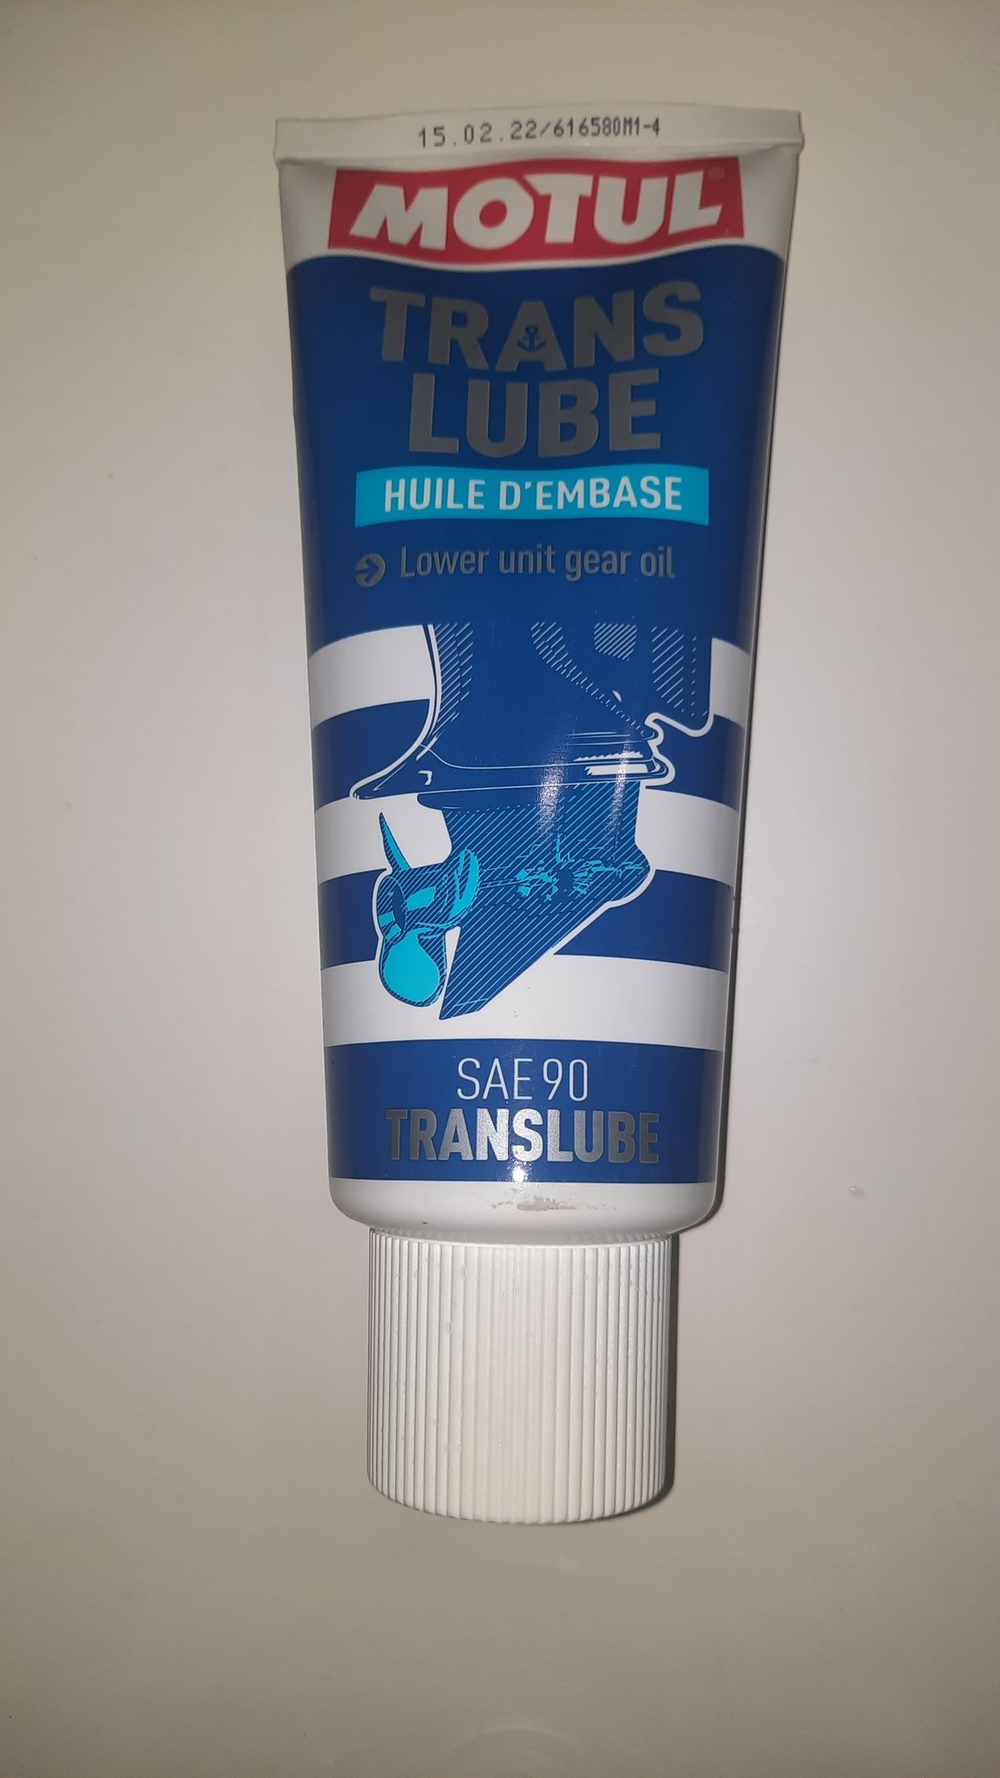 15.02.22/616580M1-4
MOTUL®
TRANS
LUBE
HUILE D'EMBASE
Lower unit gear oil
SAE 90
TRANSLUBE